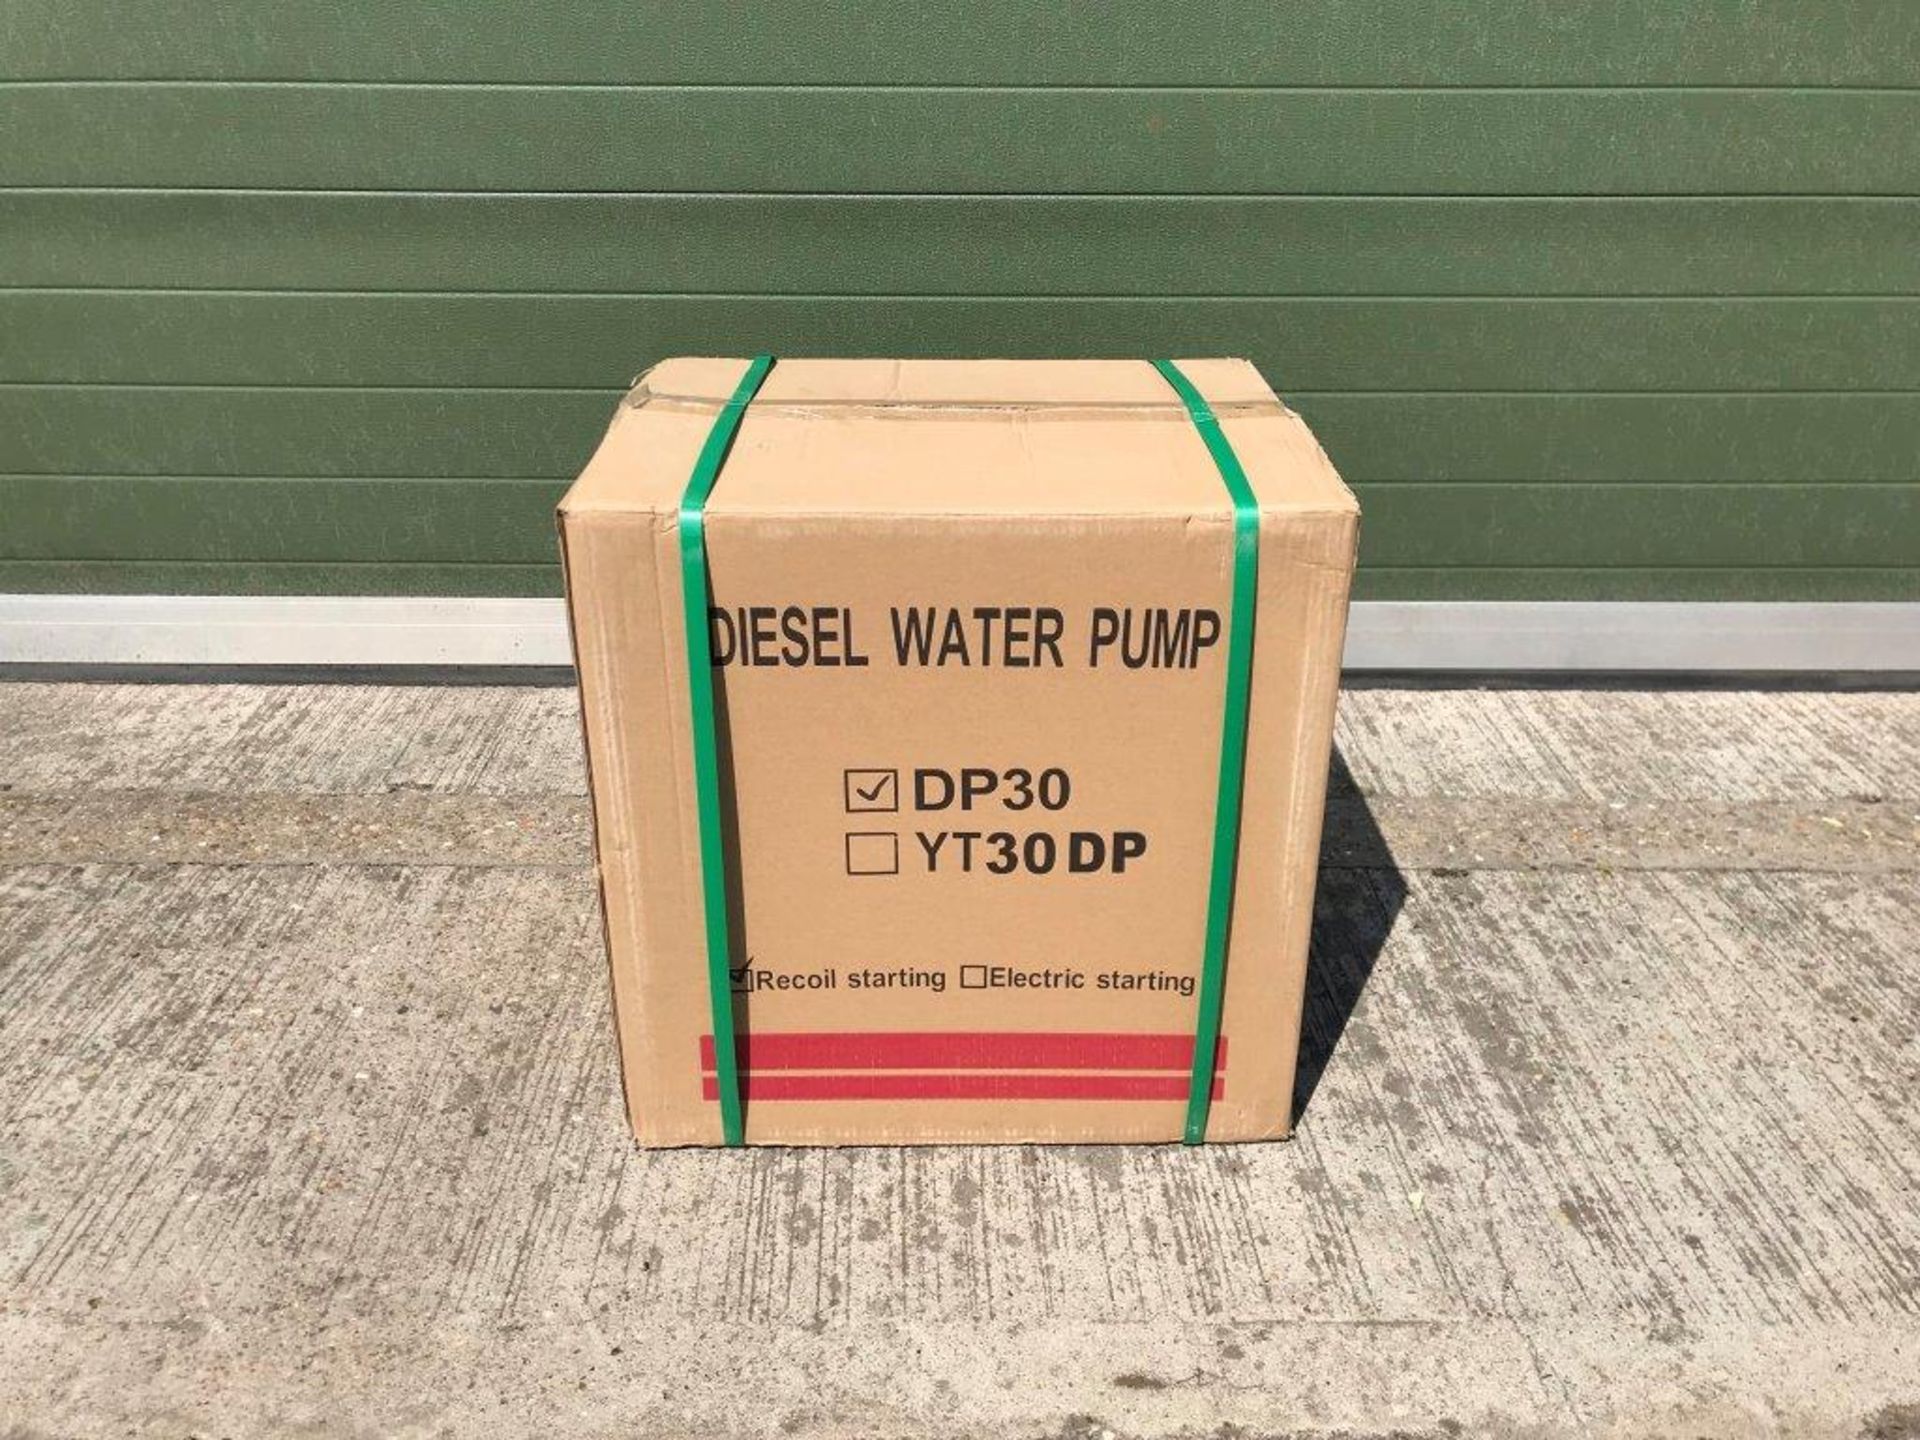 DIESEL WATER PUMP
DP30
YT30DP
Recoil starting Electric starting